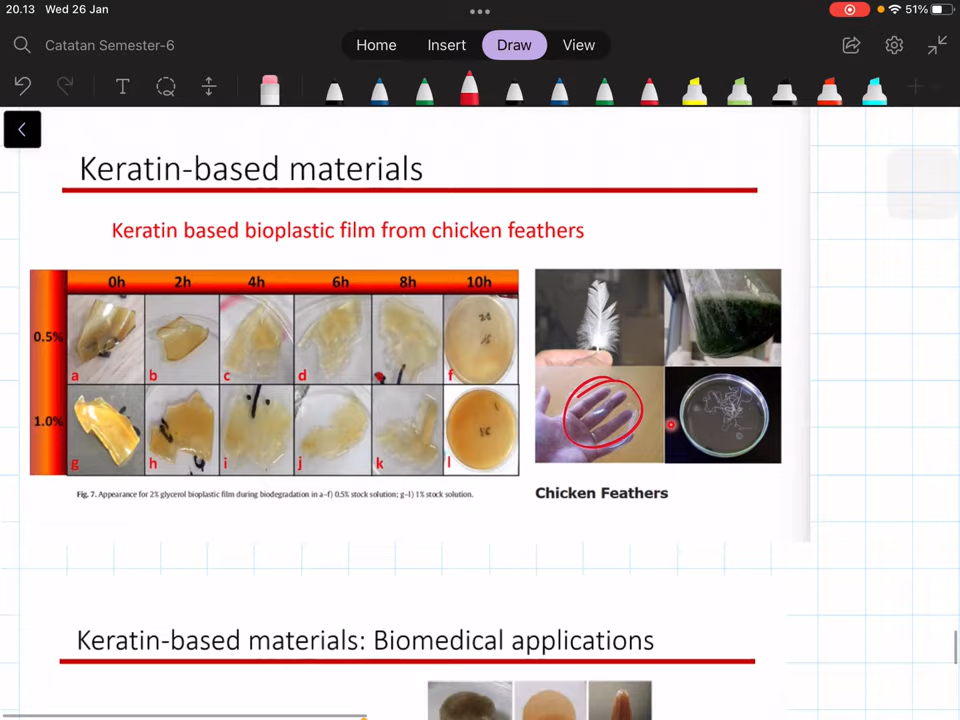 20.13 Wed 26 Jan
51%
Catatan Semester-6
Home Insert Draw View
Keratin-based materials
Keratin based bioplastic film from chicken feathers
0h 2h 4h 6h 8h 10h
0.5%
a b c d f
1.0%
g h i j k l
Fig. 7. Appearance for 2% glycerol bioplastic film during biodegradation in a–f) 0.5% stock solution; g–l) 1% stock solution.
Chicken Feathers
Keratin-based materials: Biomedical applications